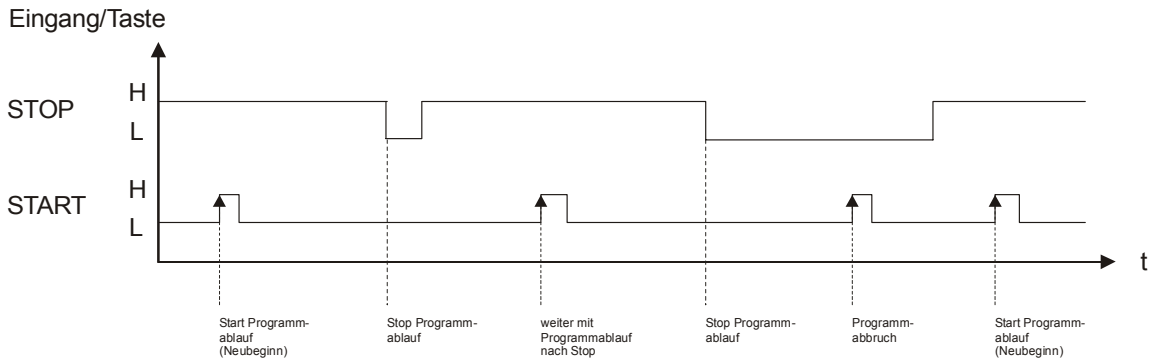 Eingang/Taste
STOP
H
L
START
H
L
t
Start Programm-
ablauf
(Neubeginn)
Stop Programm-
ablauf
weiter mit
Programmablauf
nach Stop
Stop Programm-
ablauf
Programm-
abbruch
Start Programm-
ablauf
(Neubeginn)